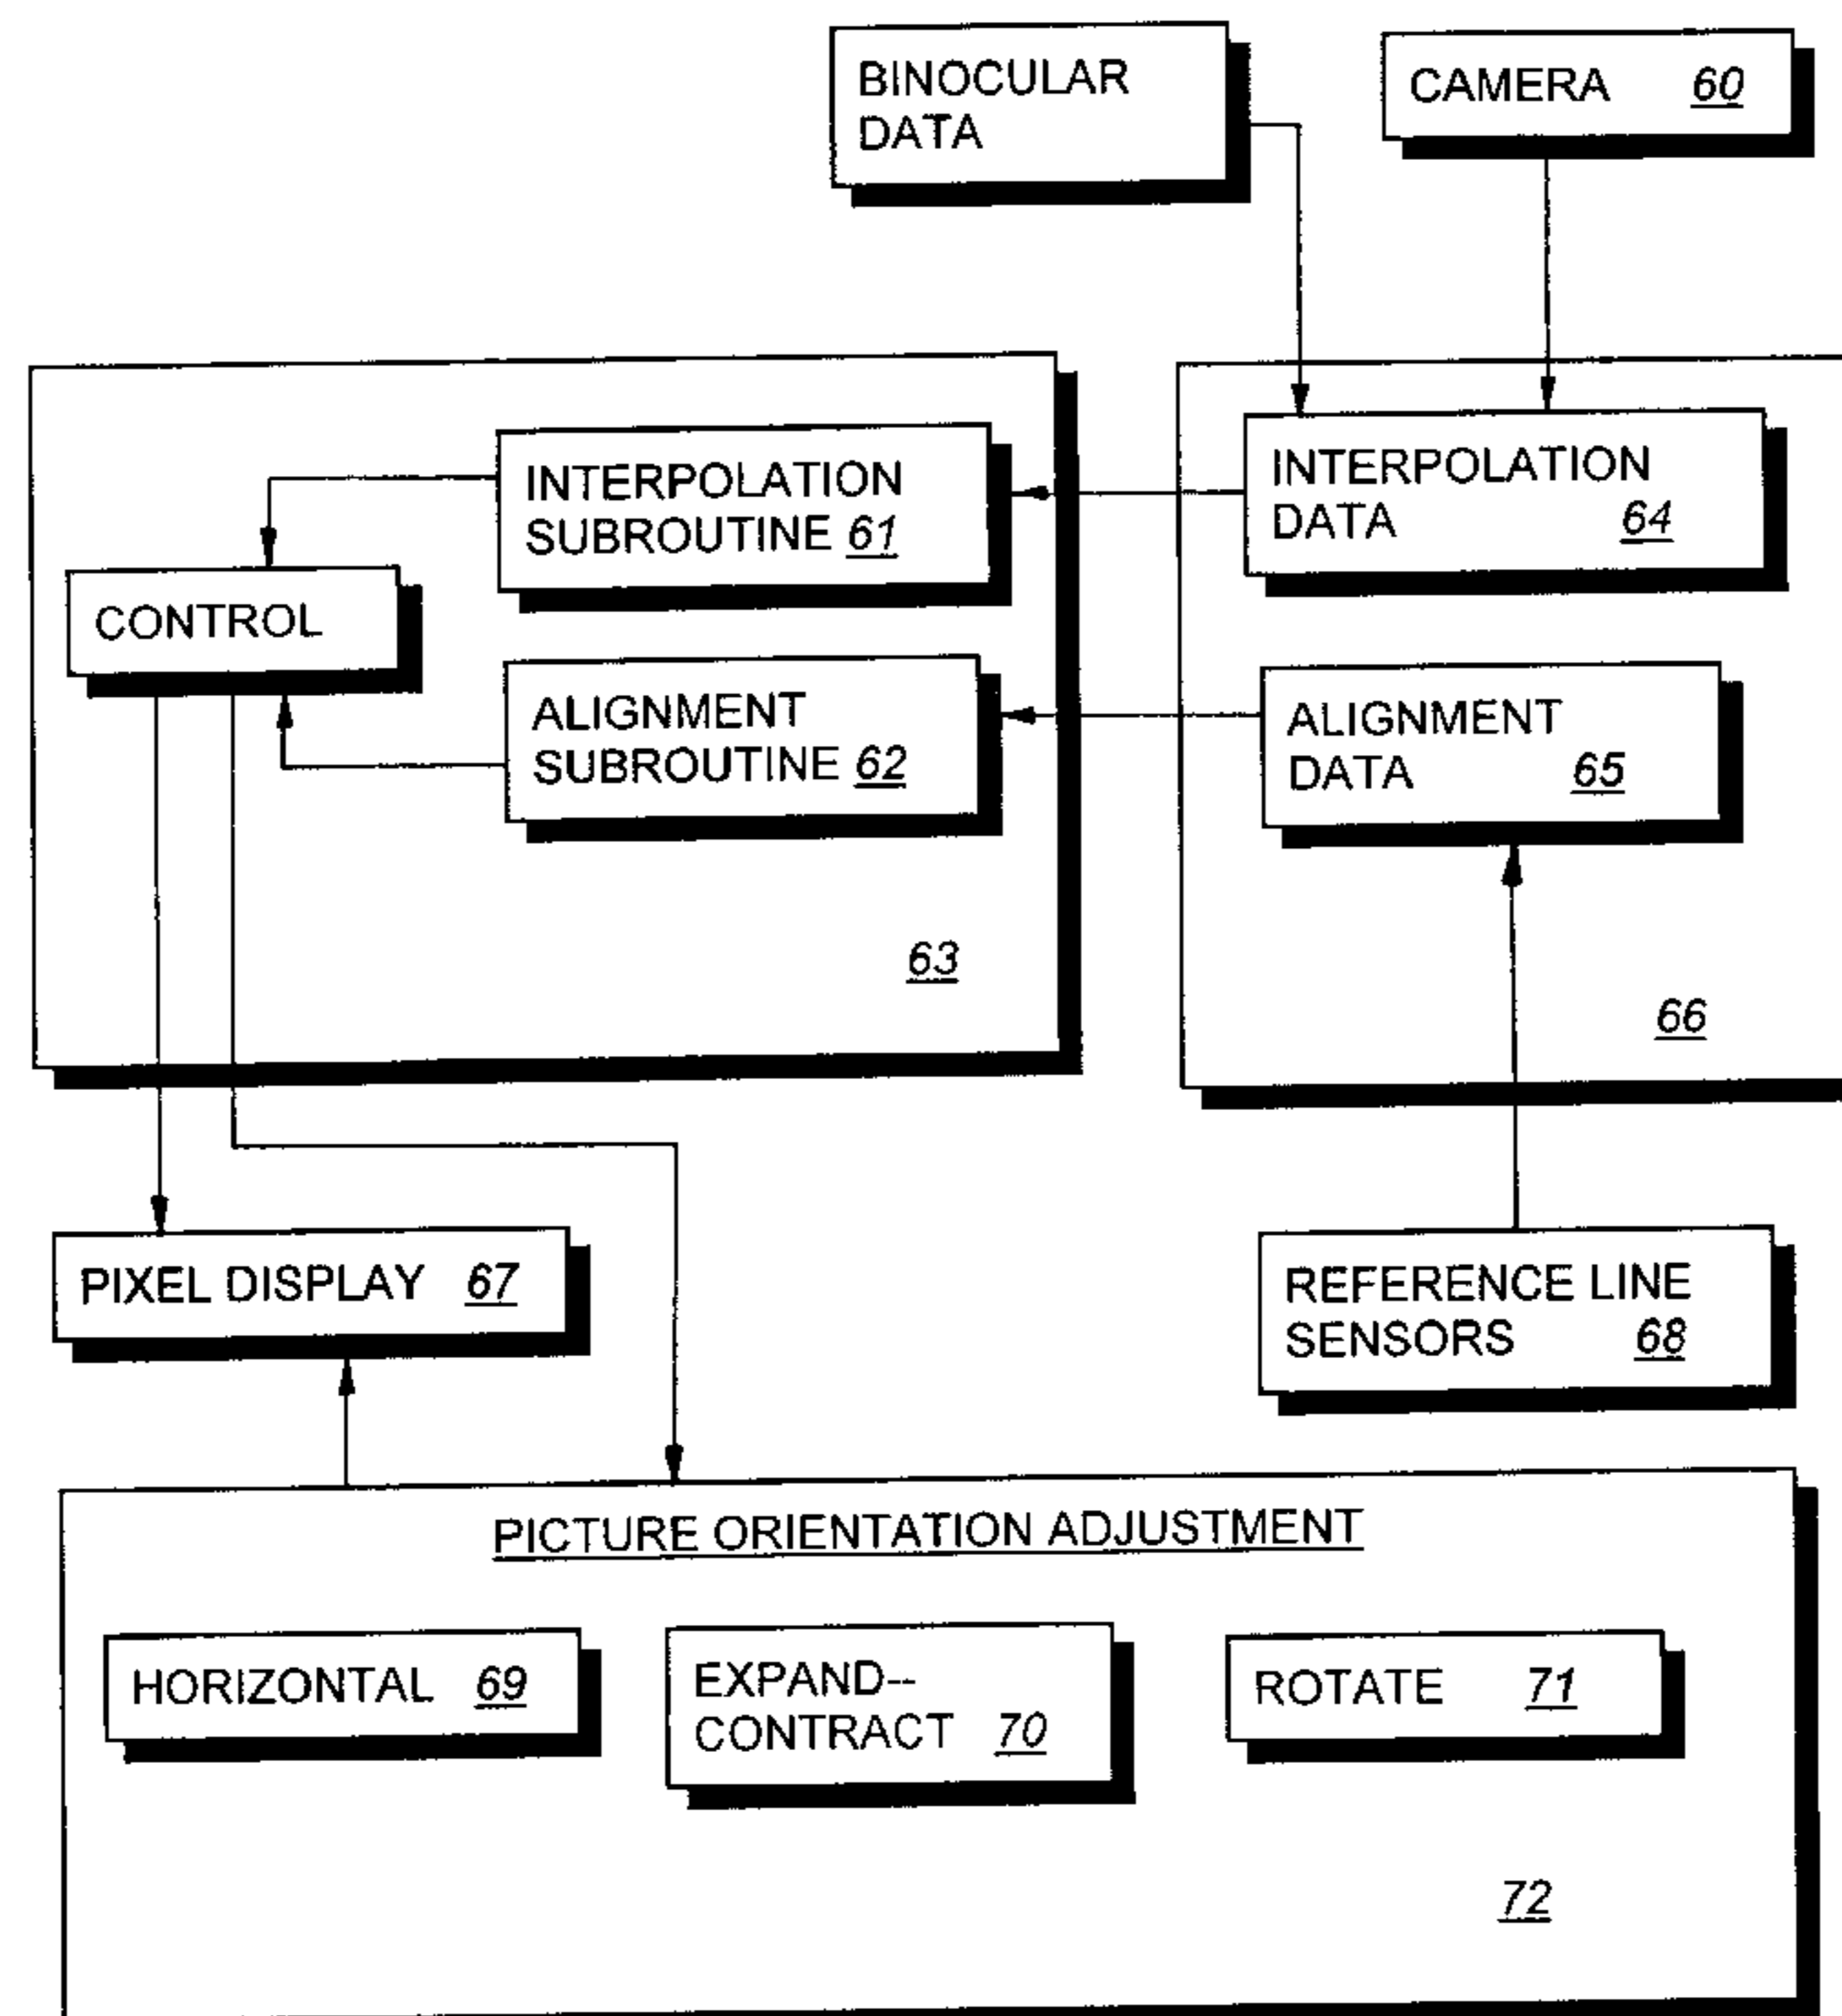 BINOCULAR
DATA
CAMERA 60
INTERPOLATION
SUBROUTINE 61
INTERPOLATION
DATA 64
CONTROL
ALIGNMENT
SUBROUTINE 62
ALIGNMENT
DATA 65
63
66
PIXEL DISPLAY 67
REFERENCE LINE
SENSORS 68
PICTURE ORIENTATION ADJUSTMENT
HORIZONTAL 69
EXPAND--
CONTRACT 70
ROTATE 71
72